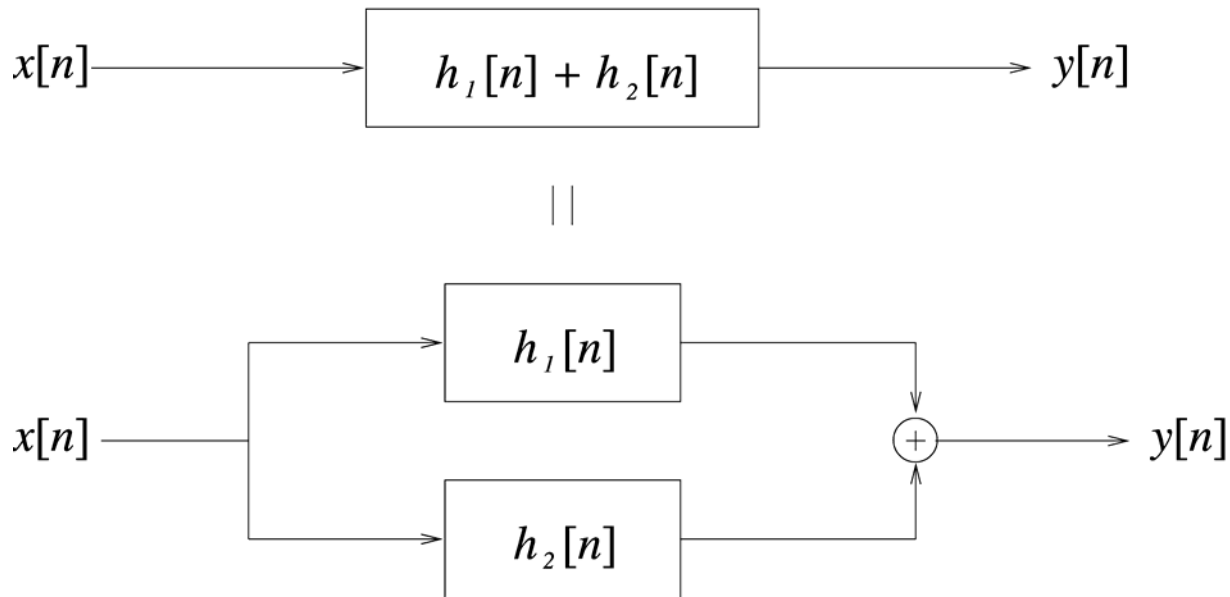 x[n] h₁[n] + h₂[n] y[n]
||
h₁[n]
x[n] + y[n]
h₂[n]